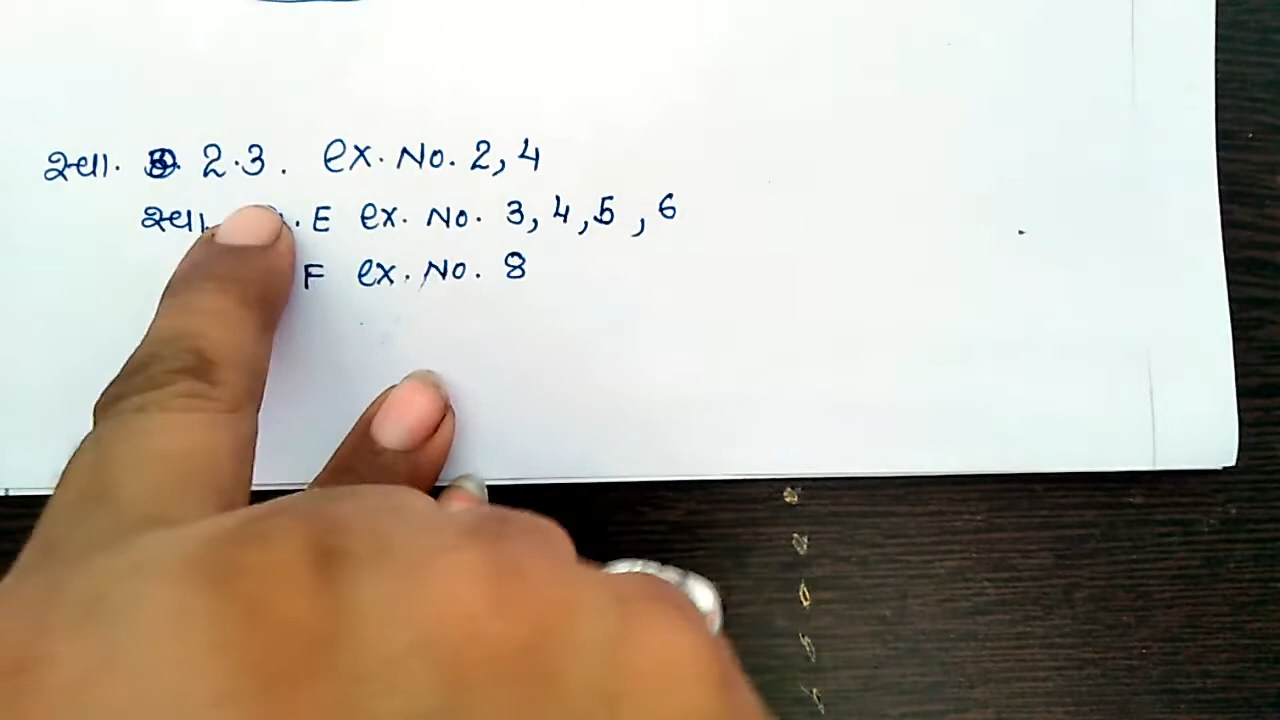 સ્વા. 2.3. ex. No. 2, 4
સ્વા. . E ex. No. 3, 4, 5, 6
F ex. No. 8